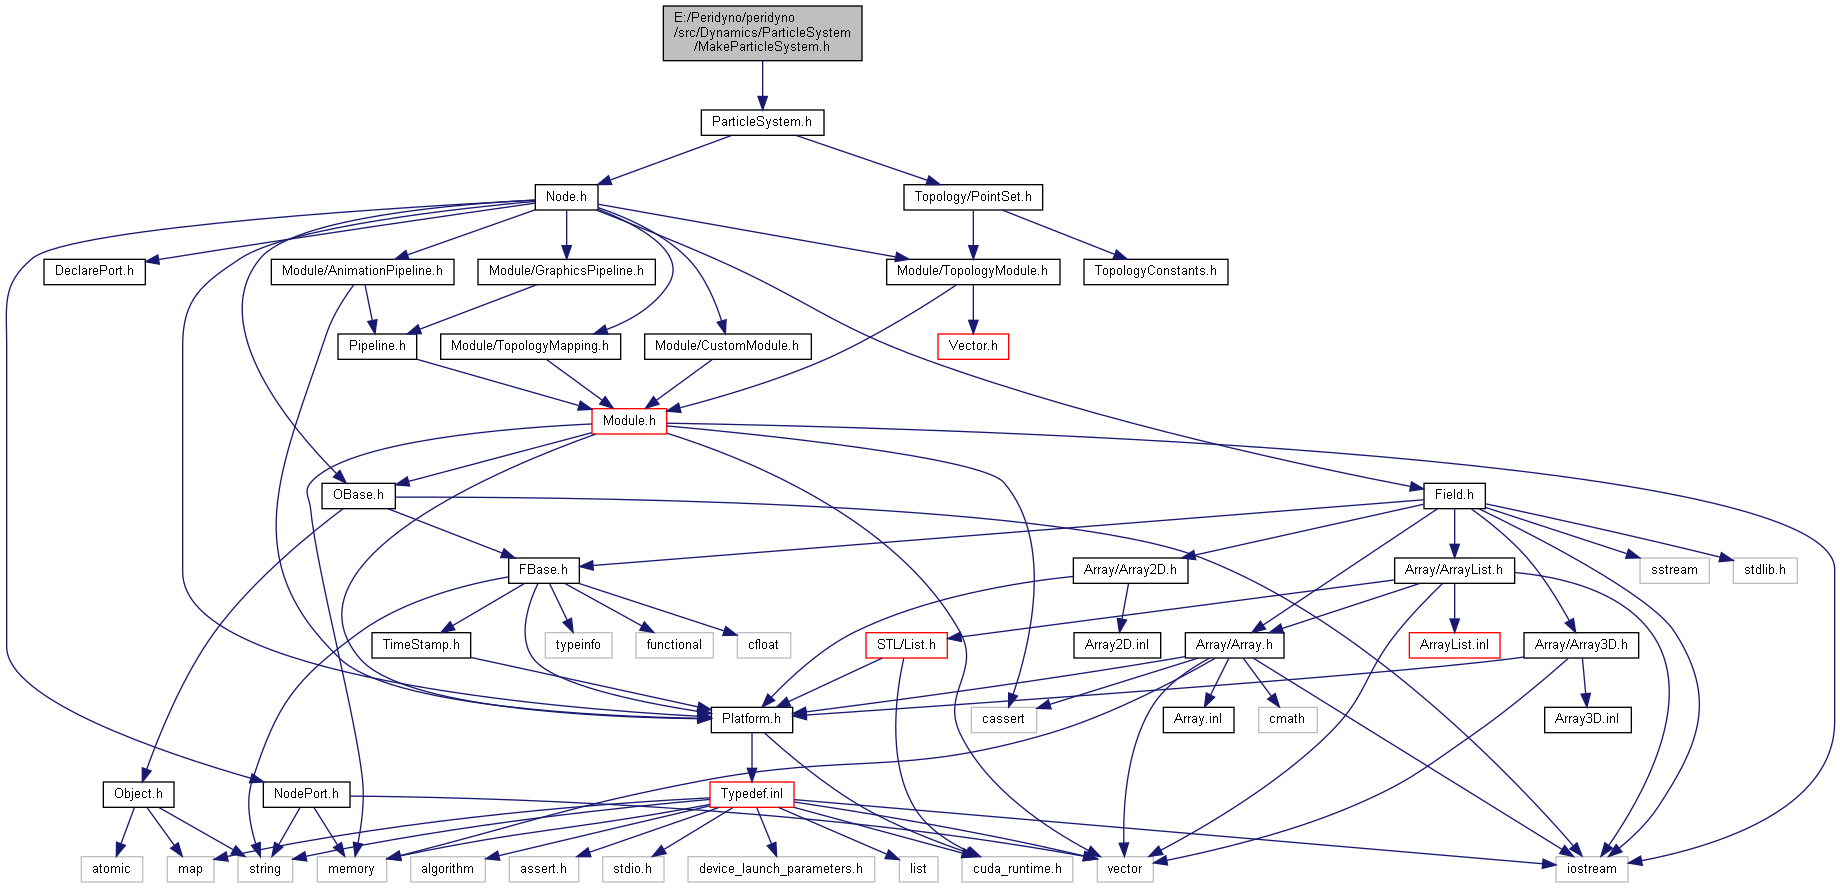 E:/Peridyno/peridyno
/src/Dynamics/ParticleSystem
/MakeParticleSystem.h
ParticleSystem.h
Node.h
Topology/PointSet.h
DeclarePort.h
Module/AnimationPipeline.h
Module/GraphicsPipeline.h
Module/TopologyModule.h
TopologyConstants.h
Pipeline.h
Module/TopologyMapping.h
Module/CustomModule.h
Vector.h
Module.h
OBase.h
Field.h
FBase.h
Array/Array2D.h
Array/ArrayList.h
sstream
stdlib.h
TimeStamp.h
typeinfo
functional
cfloat
STL/List.h
Array2D.inl
Array/Array.h
ArrayList.inl
Array/Array3D.h
Platform.h
cassert
Array.inl
cmath
Array3D.inl
Object.h
NodePort.h
Typedef.inl
atomic
map
string
memory
algorithm
assert.h
stdio.h
device_launch_parameters.h
list
cuda_runtime.h
vector
iostream